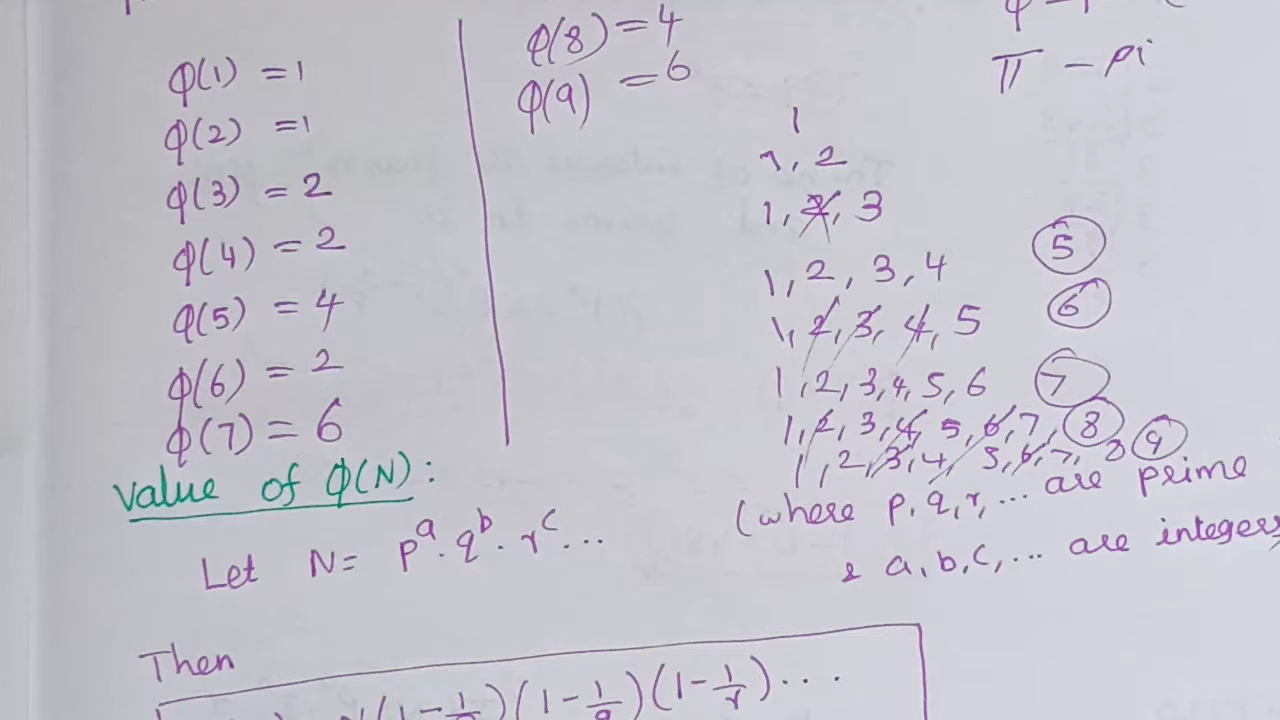 φ(1) = 1
φ(2) = 1
φ(3) = 2
φ(4) = 2
φ(5) = 4
φ(6) = 2
φ(7) = 6
φ(8) = 4
φ(9) = 6
π - pi
1
1, 2
1, 2, 3
1, 2, 3, 4 5
1, 2, 3, 4, 5 6
1, 2, 3, 4, 5, 6 7
1, 2, 3, 4, 5, 6, 7, 8
1, 2, 3, 4, 5, 6, 7, 8 9
value of φ(N):
Let N = p^a. q^b. r^c ...
(where p, q, r, ... are prime
& a, b, c, ... are integers
Then
N(1-1/p)(1-1/q)(1-1/r)...